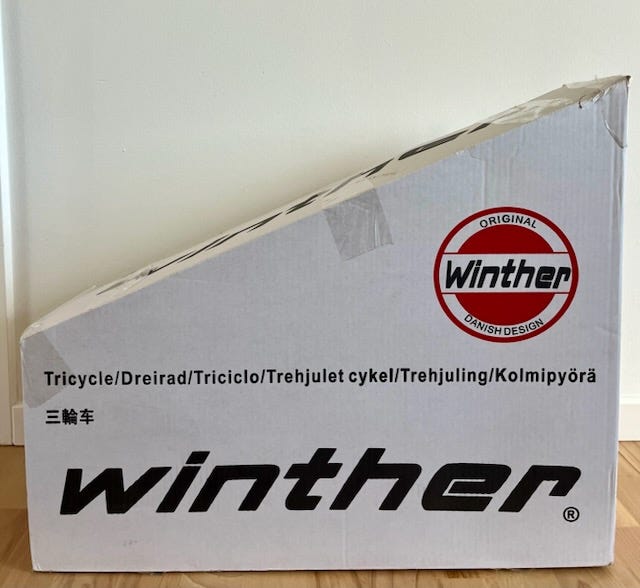 ORIGINAL
Winther
DANISH DESIGN
Tricycle/Dreirad/Triciclo/Trehjulet cykel/Trehjuling/Kolmipyörä
三輪车
winther®